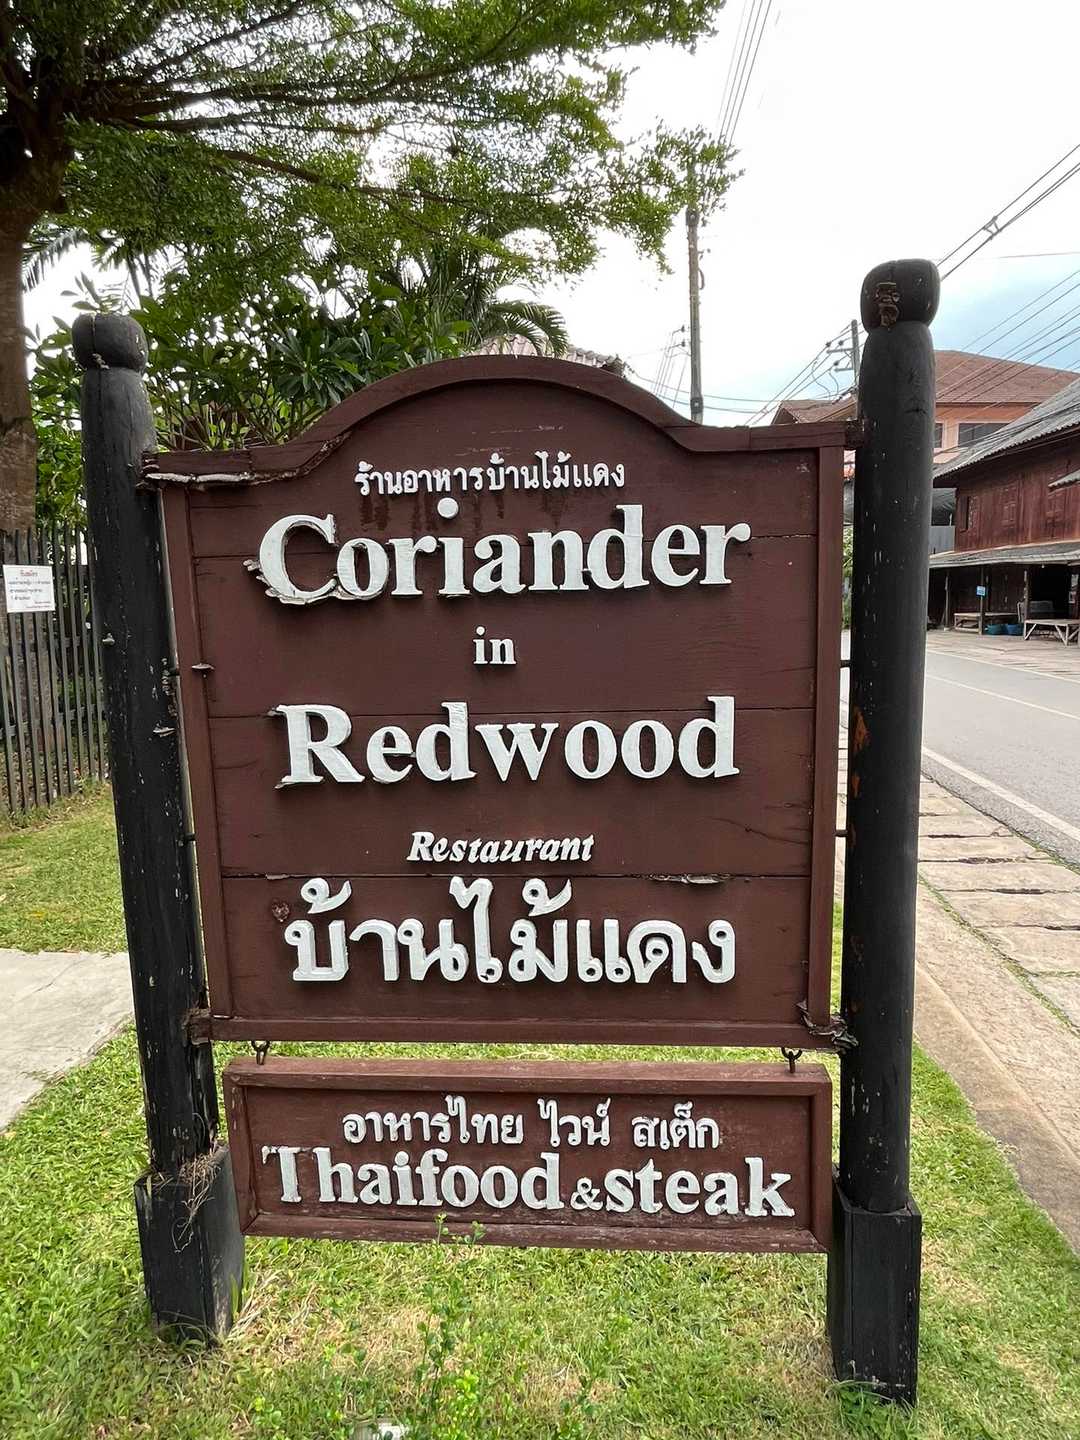 ร้านอาหารบ้านไม้แดง
Coriander
in
Redwood
Restaurant
บ้านไม้แดง
อาหารไทย ไวน์ สเต็ก
Thaifood&steak